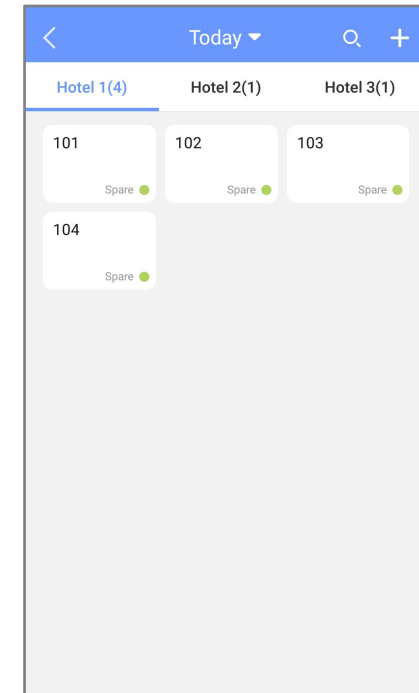 Today
Hotel 1(4) Hotel 2(1) Hotel 3(1)
101 102 103
Spare Spare Spare
104
Spare